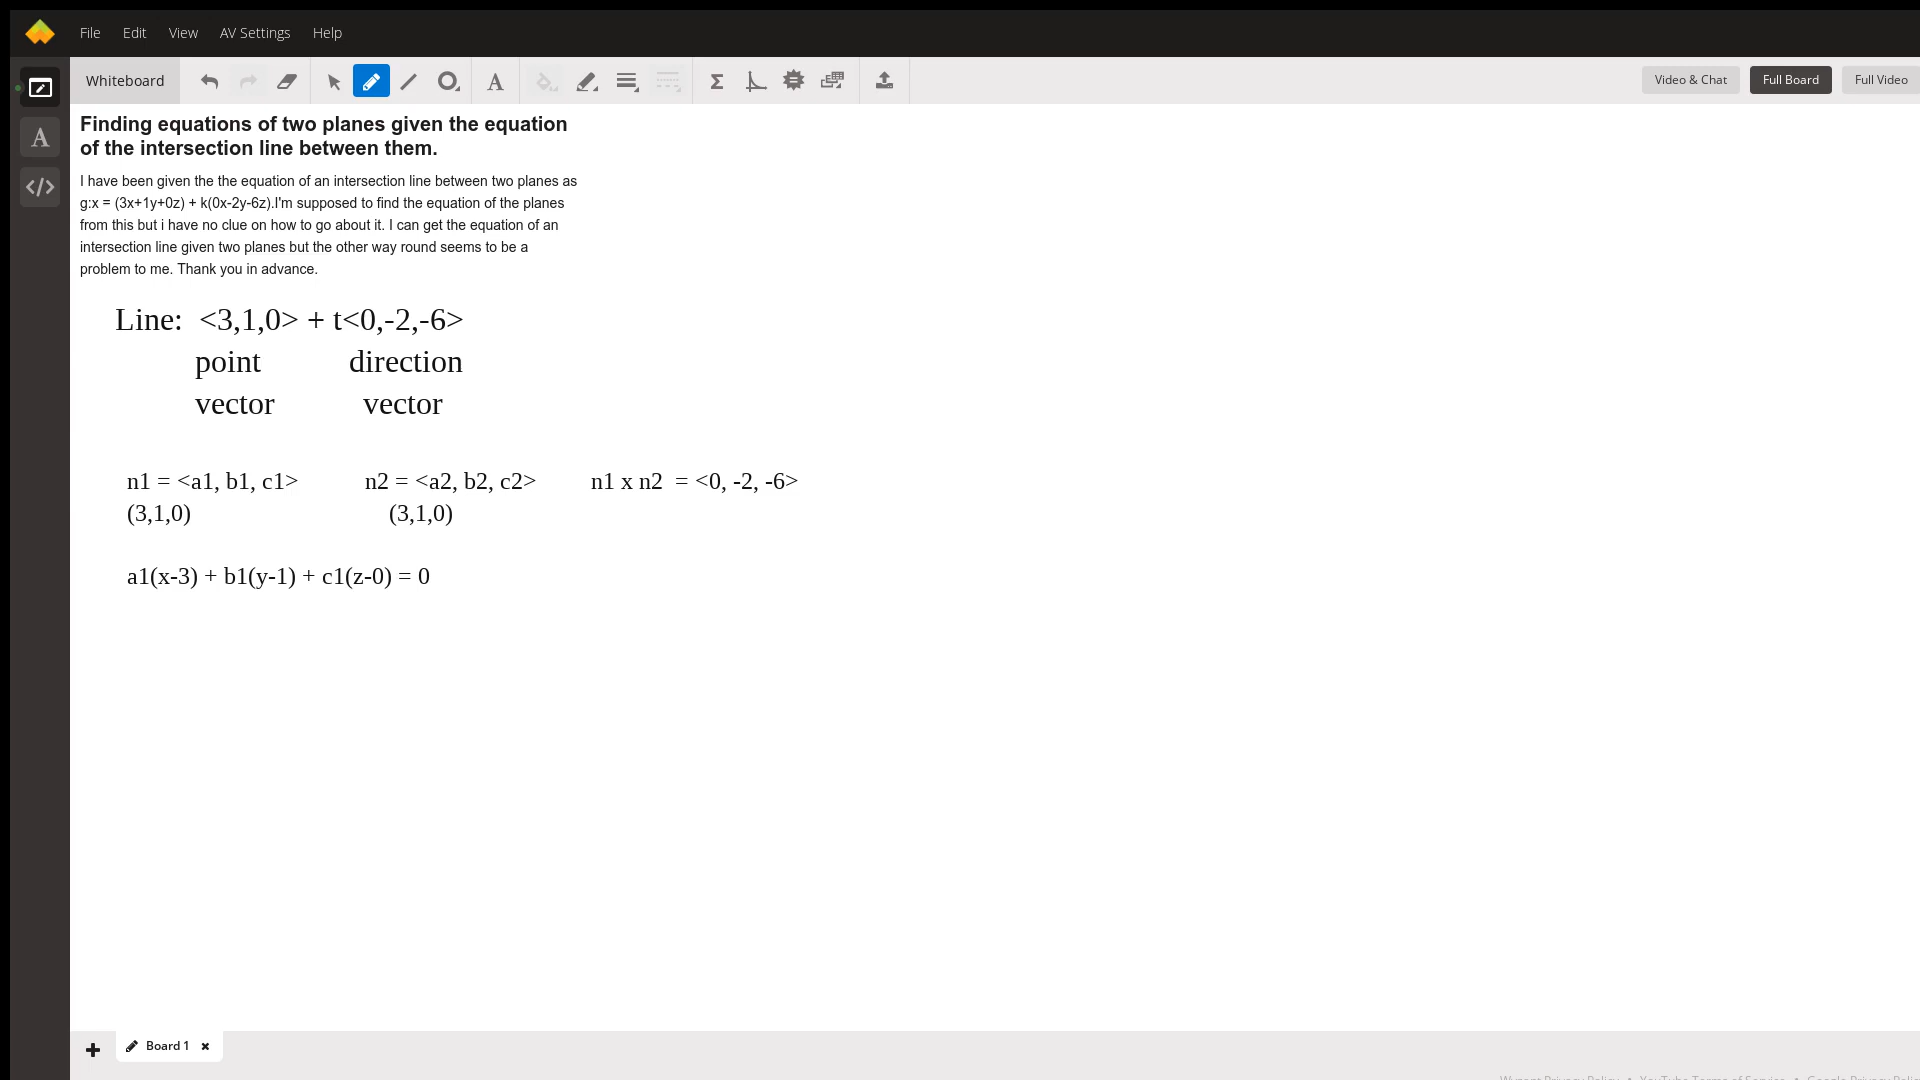 File Edit View AV Settings Help
Whiteboard A Σ Video & Chat Full Board Full Video
A
</>
Finding equations of two planes given the equation
of the intersection line between them.
I have been given the the equation of an intersection line between two planes as
g:x = (3x+1y+0z) + k(0x-2y-6z).I'm supposed to find the equation of the planes
from this but i have no clue on how to go about it. I can get the equation of an
intersection line given two planes but the other way round seems to be a
problem to me. Thank you in advance.
Line: <3,1,0> + t<0,-2,-6>
point direction
vector vector
n1 = <a1, b1, c1> n2 = <a2, b2, c2> n1 x n2 = <0, -2, -6>
(3,1,0) (3,1,0)
a1(x-3) + b1(y-1) + c1(z-0) = 0
Board 1